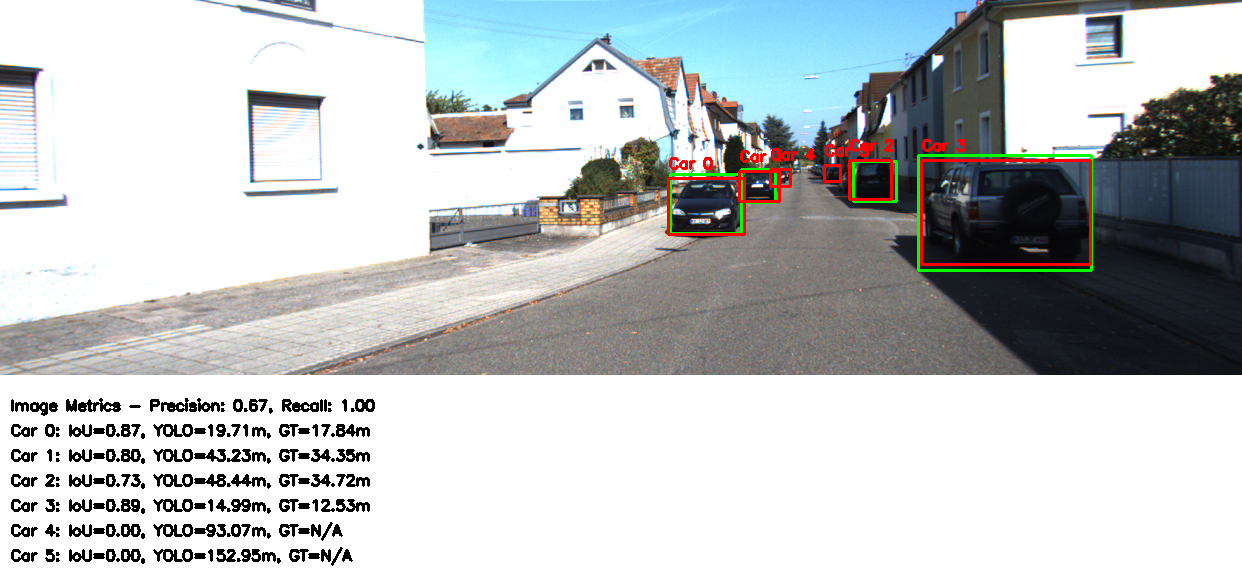 Car 0 Car 4 Car 2 Car 3
Image Metrics - Precision: 0.67, Recall: 1.00
Car 0: IoU=0.87, YOLO=19.71m, GT=17.84m
Car 1: IoU=0.80, YOLO=43.23m, GT=34.35m
Car 2: IoU=0.73, YOLO=48.44m, GT=34.72m
Car 3: IoU=0.89, YOLO=14.99m, GT=12.53m
Car 4: IoU=0.00, YOLO=93.07m, GT=N/A
Car 5: IoU=0.00, YOLO=152.95m, GT=N/A